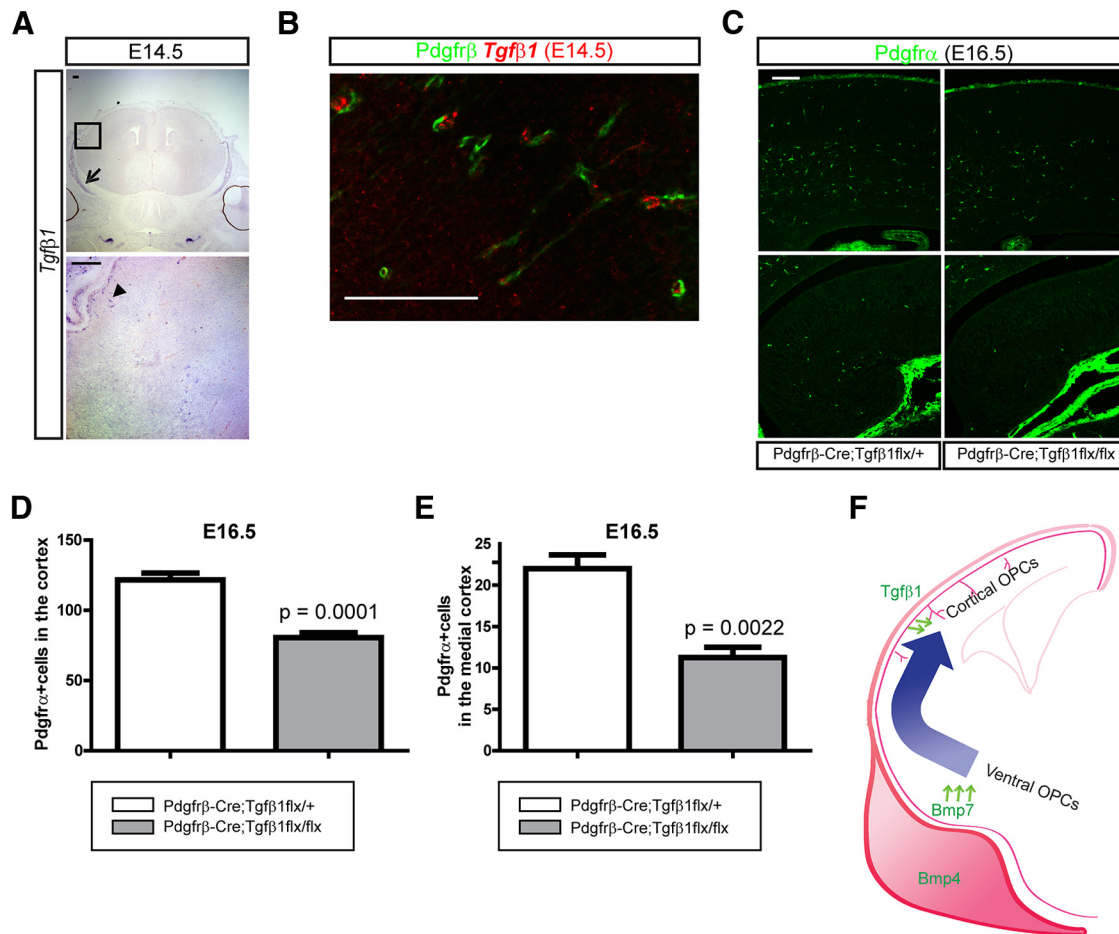 A
E14.5
Tgfβ1
B
Pdgfrβ Tgfβ1 (E14.5)
C
Pdgfrα (E16.5)
Pdgfrβ-Cre;Tgfβ1flx/+
Pdgfrβ-Cre;Tgfβ1flx/flx
D
E16.5
Pdgfrα+cells in the cortex
150
100
50
0
p = 0.0001
Pdgfrβ-Cre;Tgfβ1flx/+
Pdgfrβ-Cre;Tgfβ1flx/flx
E
E16.5
Pdgfrα+cells
in the medial cortex
25
22
20
15
10
5
0
p = 0.0022
Pdgfrβ-Cre;Tgfβ1flx/+
Pdgfrβ-Cre;Tgfβ1flx/flx
F
Tgfβ1
Cortical OPCs
Ventral OPCs
Bmp7
Bmp4